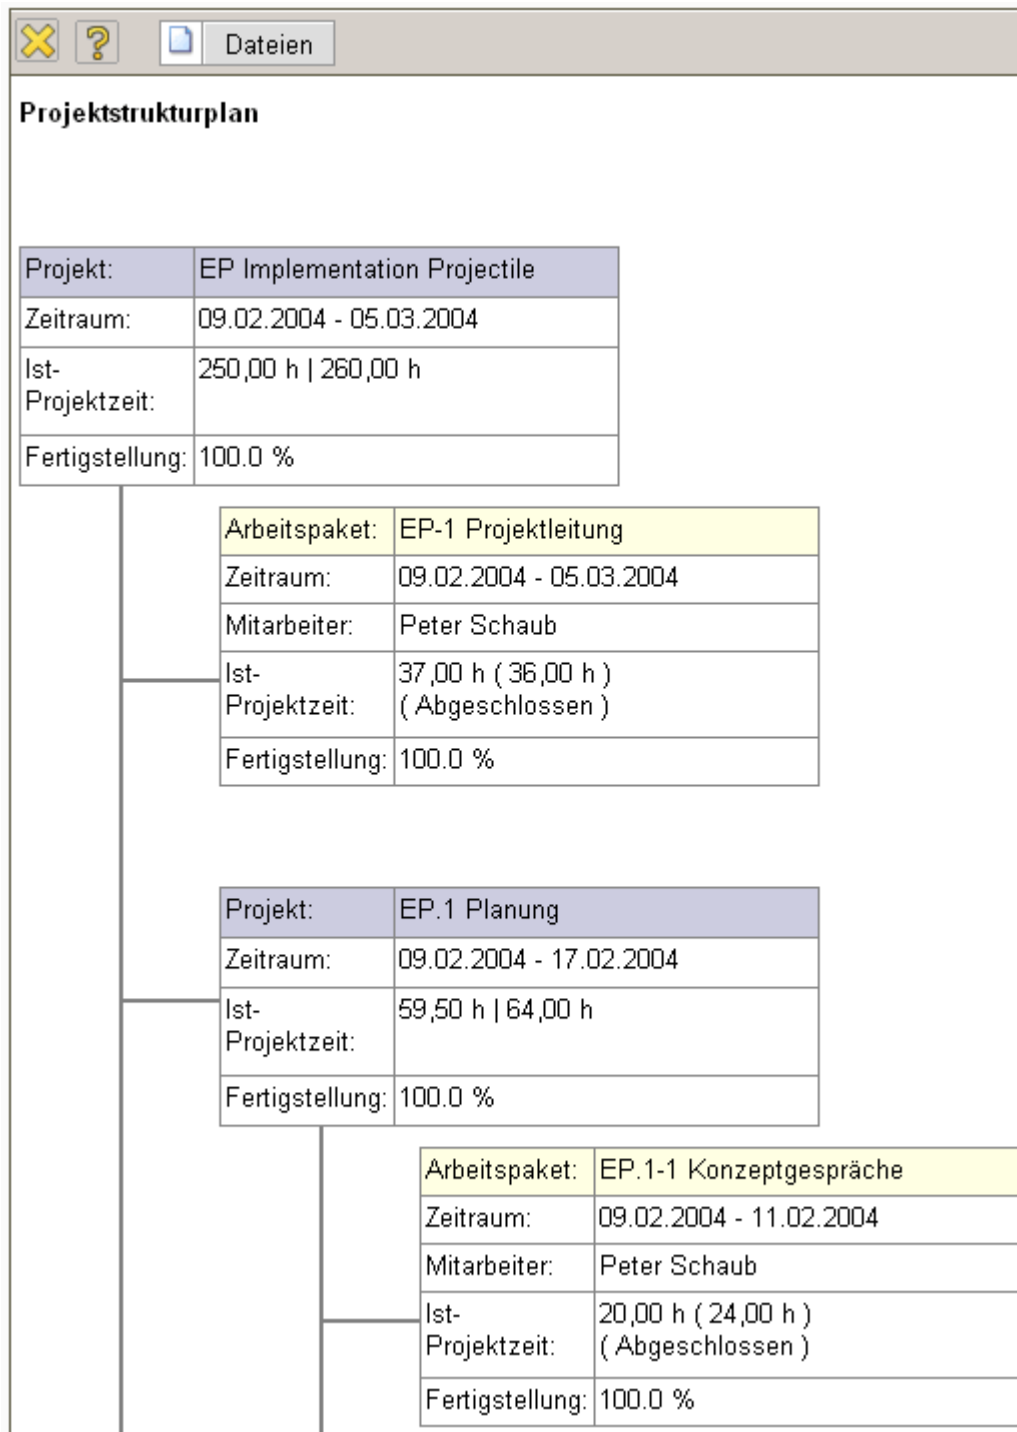 Dateien
Projektstrukturplan
Projekt: EP Implementation Projectile
Zeitraum: 09.02.2004 - 05.03.2004
Ist- 250,00 h | 260,00 h
Projektzeit:
Fertigstellung: 100.0 %
Arbeitspaket: EP-1 Projektleitung
Zeitraum: 09.02.2004 - 05.03.2004
Mitarbeiter: Peter Schaub
Ist- 37,00 h ( 36,00 h )
Projektzeit: ( Abgeschlossen )
Fertigstellung: 100.0 %
Projekt: EP.1 Planung
Zeitraum: 09.02.2004 - 17.02.2004
Ist- 59,50 h | 64,00 h
Projektzeit:
Fertigstellung: 100.0 %
Arbeitspaket: EP.1-1 Konzeptgespräche
Zeitraum: 09.02.2004 - 11.02.2004
Mitarbeiter: Peter Schaub
Ist- 20,00 h ( 24,00 h )
Projektzeit: ( Abgeschlossen )
Fertigstellung: 100.0 %